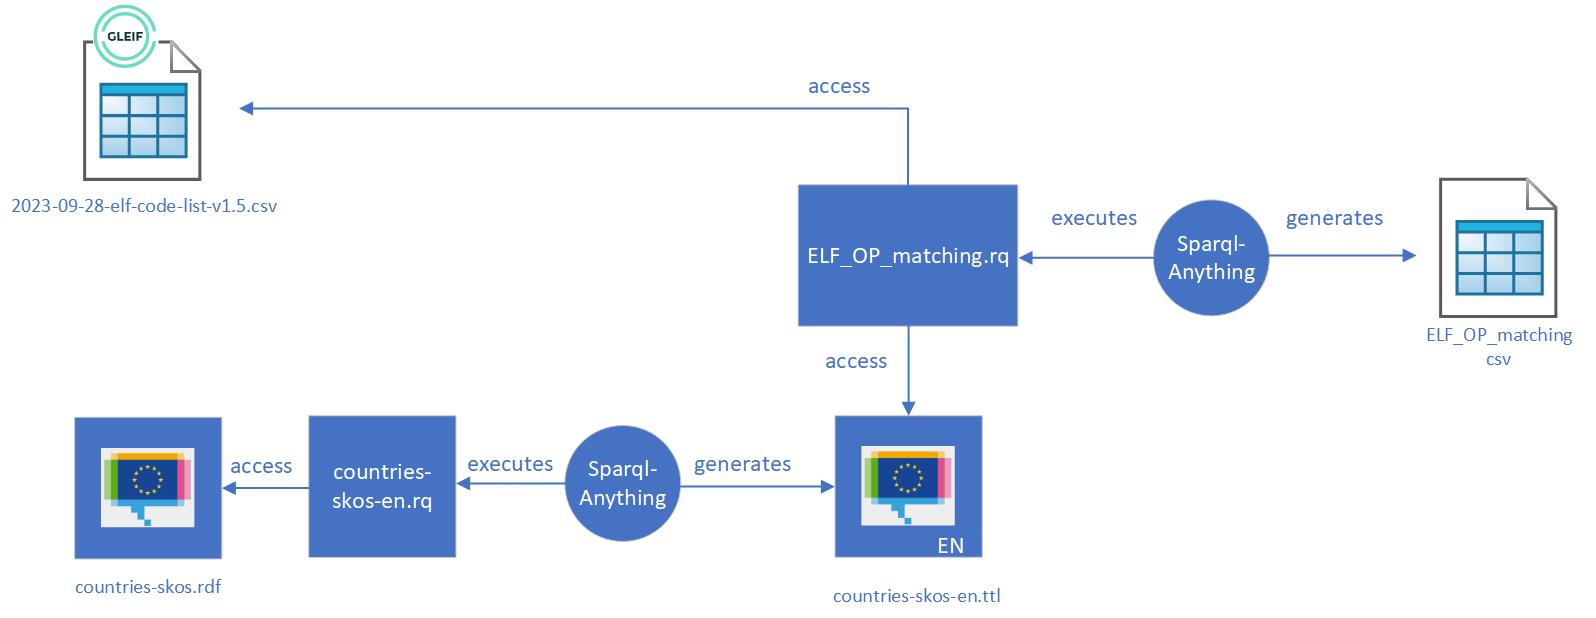 GLEIF
2023-09-28-elf-code-list-v1.5.csv
access
ELF_OP_matching.rq
executes
Sparql-
Anything
generates
ELF_OP_matching
csv
access
countries-skos.rdf
access
countries-
skos-en.rq
executes
Sparql-
Anything
generates
EN
countries-skos-en.ttl